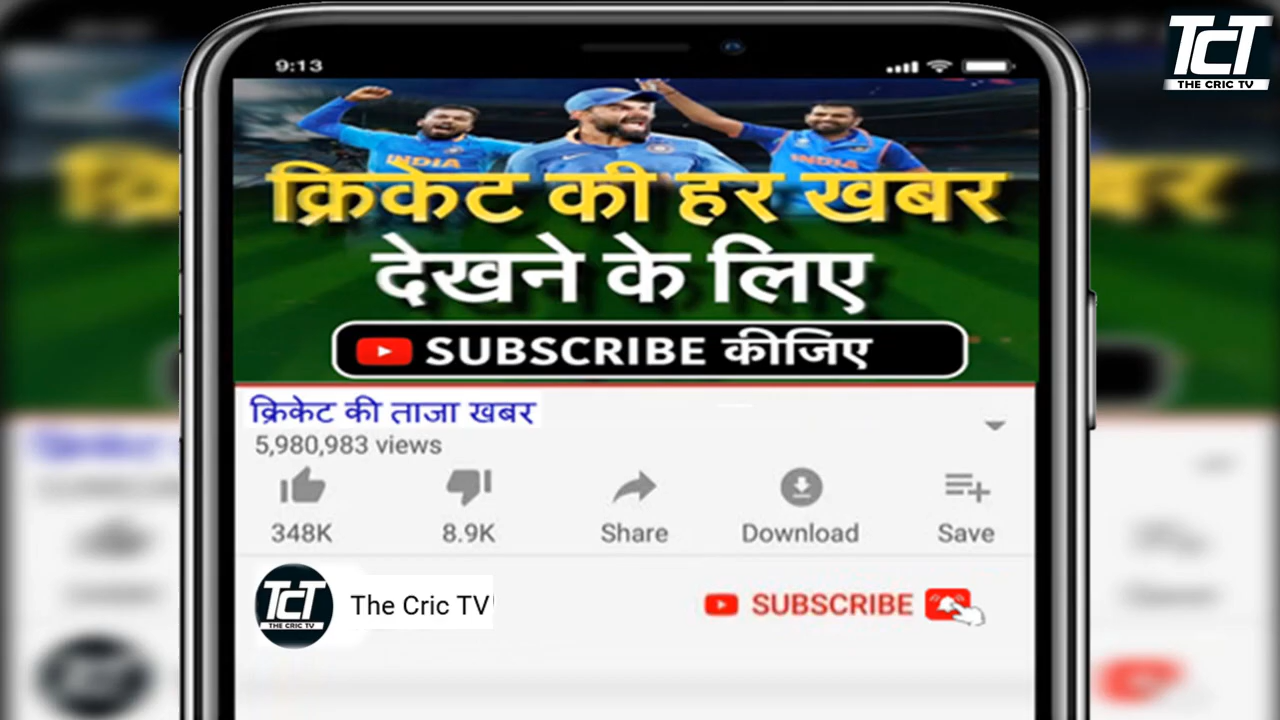 TCT
THE CRIC TV
9:13
INDIA
INDIA
क्रिकेट की हर खबर
देखने के लिए
SUBSCRIBE कीजिए
क्रिकेट की ताजा खबर
5,980,983 views
348K
8.9K
Share
Download
Save
TCT
THE CRIC TV
The Cric TV
SUBSCRIBE